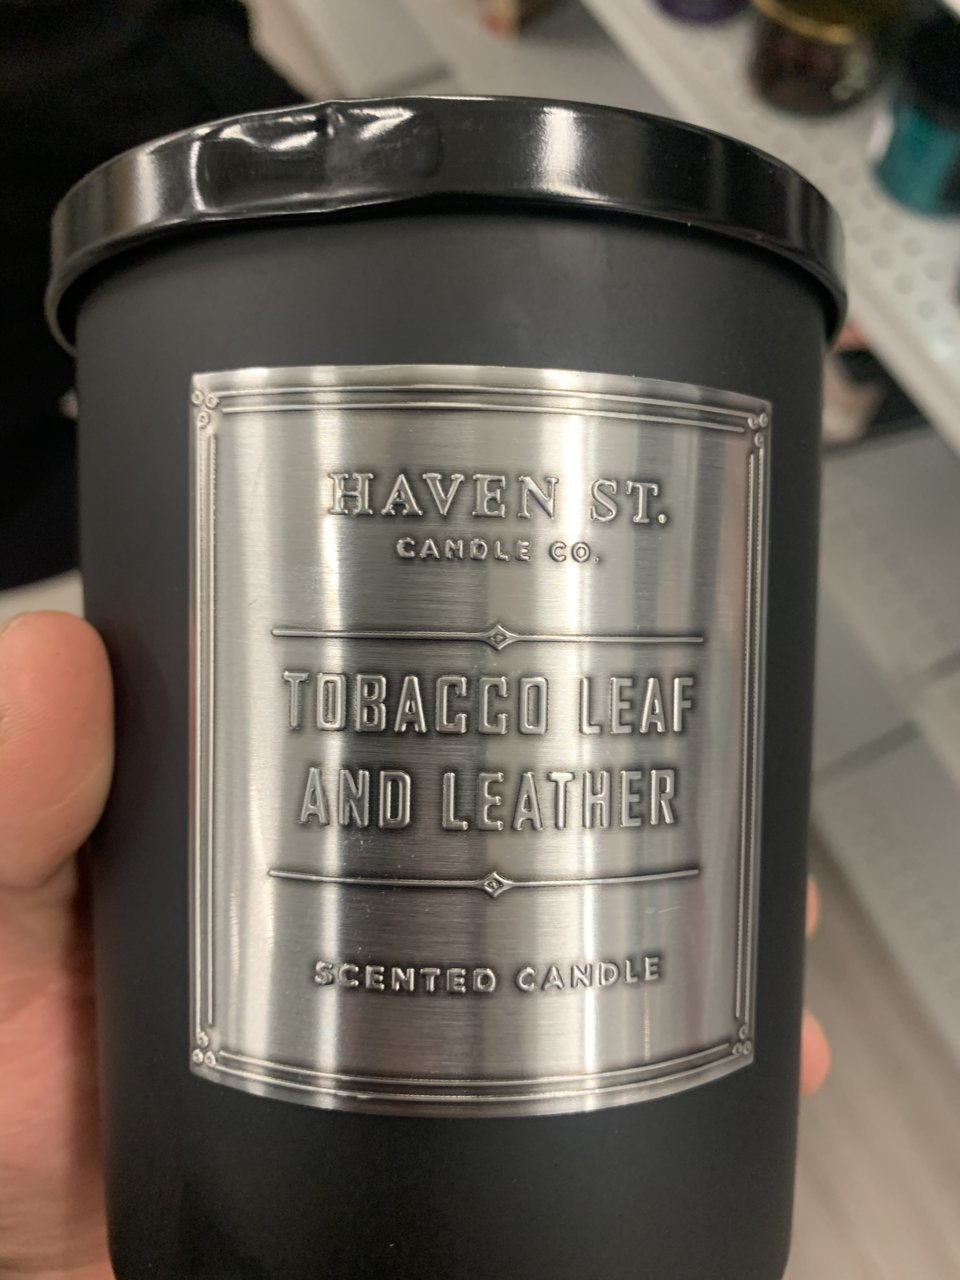 HAVEN ST.
CANDLE CO.
TOBACCO LEAF
AND LEATHER
SCENTED CANDLE